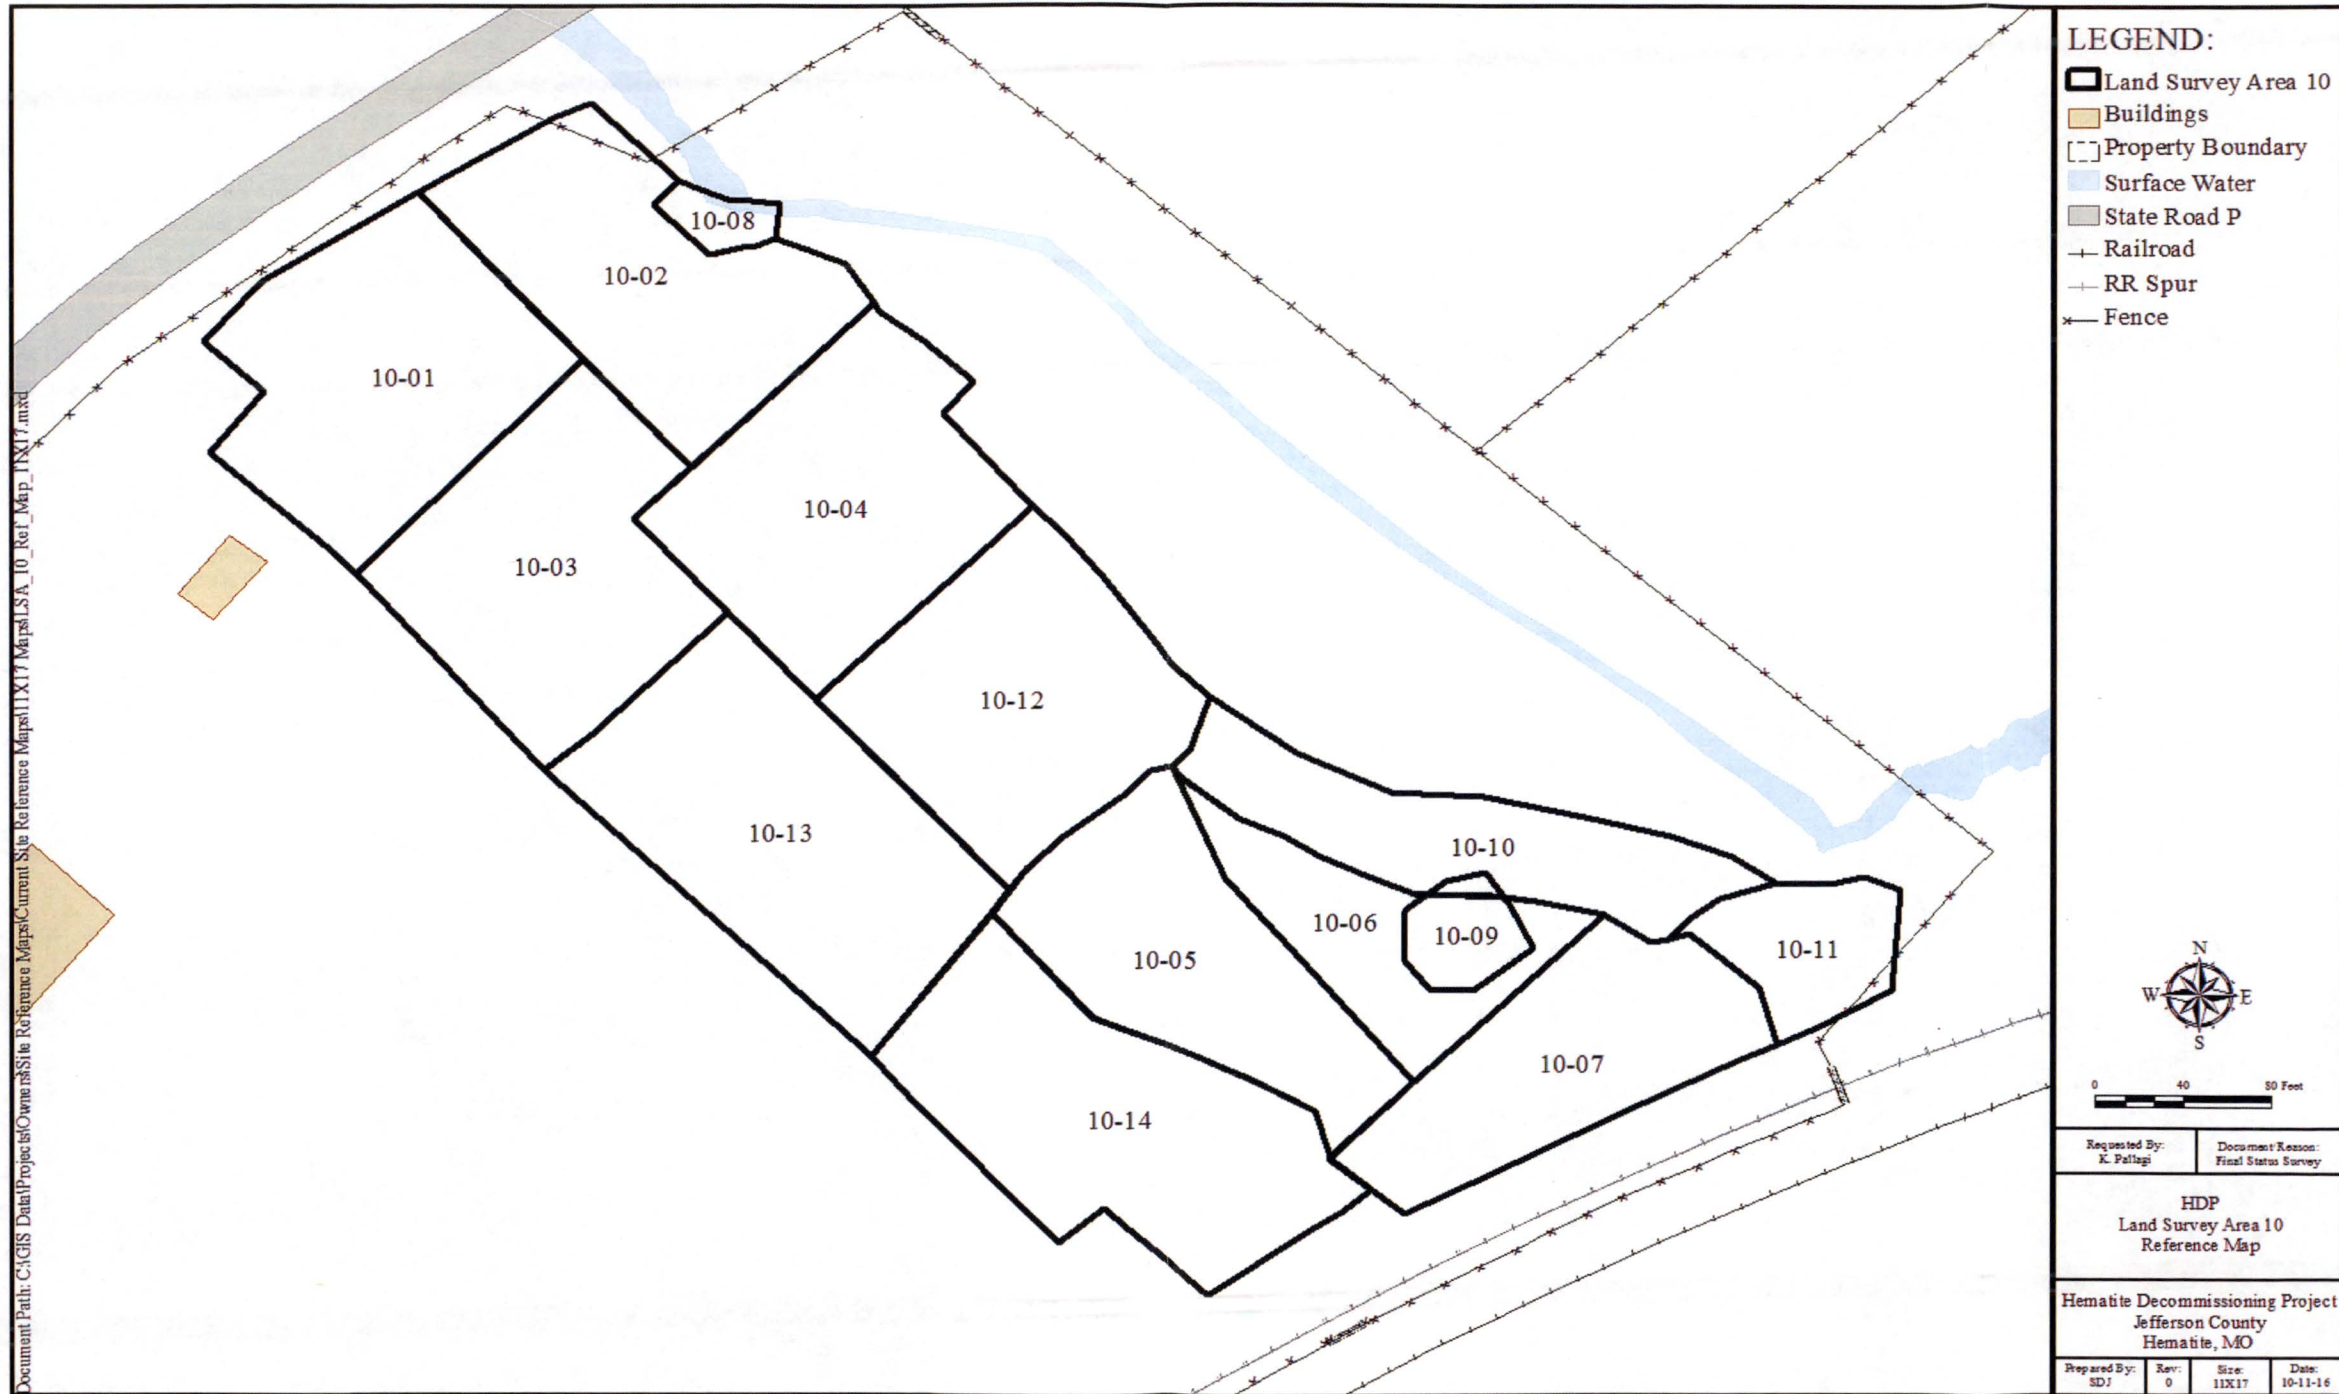 LEGEND:
Land Survey Area 10
Buildings
Property Boundary
Surface Water
State Road P
Railroad
RR Spur
Fence
10-08
10-02
10-01
10-04
10-03
10-12
10-13
10-10
10-06
10-09
10-11
10-05
10-07
10-14
N
W E
S
0 40 80 Feet
Requested By:
K. Pallagi
Document Reason:
Final Status Survey
HDP
Land Survey Area 10
Reference Map
Hematite Decommissioning Project
Jefferson County
Hematite, MO
Prepared By:
SDJ
Rev:
0
Size:
11X17
Date:
10-11-16
Document Path: C:\GIS Data\Projects\Owners\Site Reference Maps\Current Site Reference Maps\11X17 Maps\LSA_10_Ref_Map_11X17.mxd